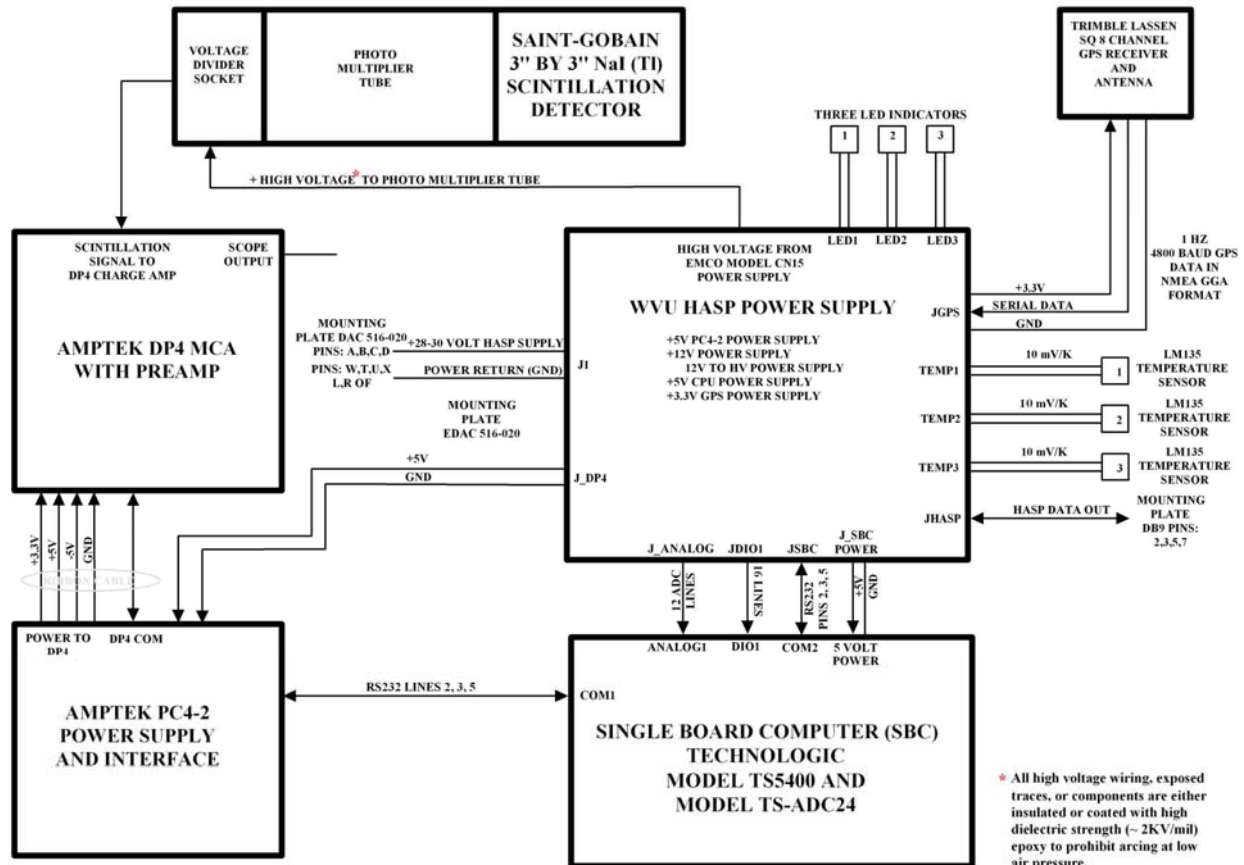 VOLTAGE
DIVIDER
SOCKET
PHOTO
MULTIPLIER
TUBE
SAINT-GOBAIN
3" BY 3" NaI (Tl)
SCINTILLATION
DETECTOR
TRIMBLE LASSEN
SQ 8 CHANNEL
GPS RECEIVER
AND
ANTENNA
THREE LED INDICATORS
1
2
3
+ HIGH VOLTAGE* TO PHOTO MULTIPLIER TUBE
SCINTILLATION
SIGNAL TO
DP4 CHARGE AMP
SCOPE
OUTPUT
AMPTEK DP4 MCA
WITH PREAMP
LED1
LED2
LED3
HIGH VOLTAGE FROM
EMCO MODEL CN15
POWER SUPPLY
WVU HASP POWER SUPPLY
+5V PC4-2 POWER SUPPLY
+12V POWER SUPPLY
12V TO HV POWER SUPPLY
+5V CPU POWER SUPPLY
+3.3V GPS POWER SUPPLY
1 HZ
4800 BAUD GPS
DATA IN
NMEA GGA
FORMAT
+3.3V
JGPS
SERIAL DATA
GND
MOUNTING
PLATE DAC 516-020
PINS: A,B,C,D
PINS: W,T,U,X
L,R OF
+28-30 VOLT HASP SUPPLY
POWER RETURN (GND)
J1
MOUNTING
PLATE
EDAC 516-020
TEMP1
10 mV/K
1
LM135
TEMPERATURE
SENSOR
TEMP2
10 mV/K
2
LM135
TEMPERATURE
SENSOR
TEMP3
10 mV/K
3
LM135
TEMPERATURE
SENSOR
+5V
GND
J_DP4
JHASP
HASP DATA OUT
MOUNTING
PLATE
DB9 PINS:
2,3,5,7
J_ANALOG
JDIO1
JSBC
J_SBC
POWER
+3.3V
+5V
-5V
GND
RIBBON CABLE
12 ADC
LINES
16 LINES
RS232
PINS 2, 3, 5
+5V
GND
POWER TO
DP4
DP4 COM
AMPTEK PC4-2
POWER SUPPLY
AND INTERFACE
RS232 LINES 2, 3, 5
ANALOG1
DIO1
COM2
5 VOLT
POWER
COM1
SINGLE BOARD COMPUTER (SBC)
TECHNOLOGIC
MODEL TS5400 AND
MODEL TS-ADC24
* All high voltage wiring, exposed
traces, or components are either
insulated or coated with high
dielectric strength (~ 2KV/mil)
epoxy to prohibit arcing at low
air pressure